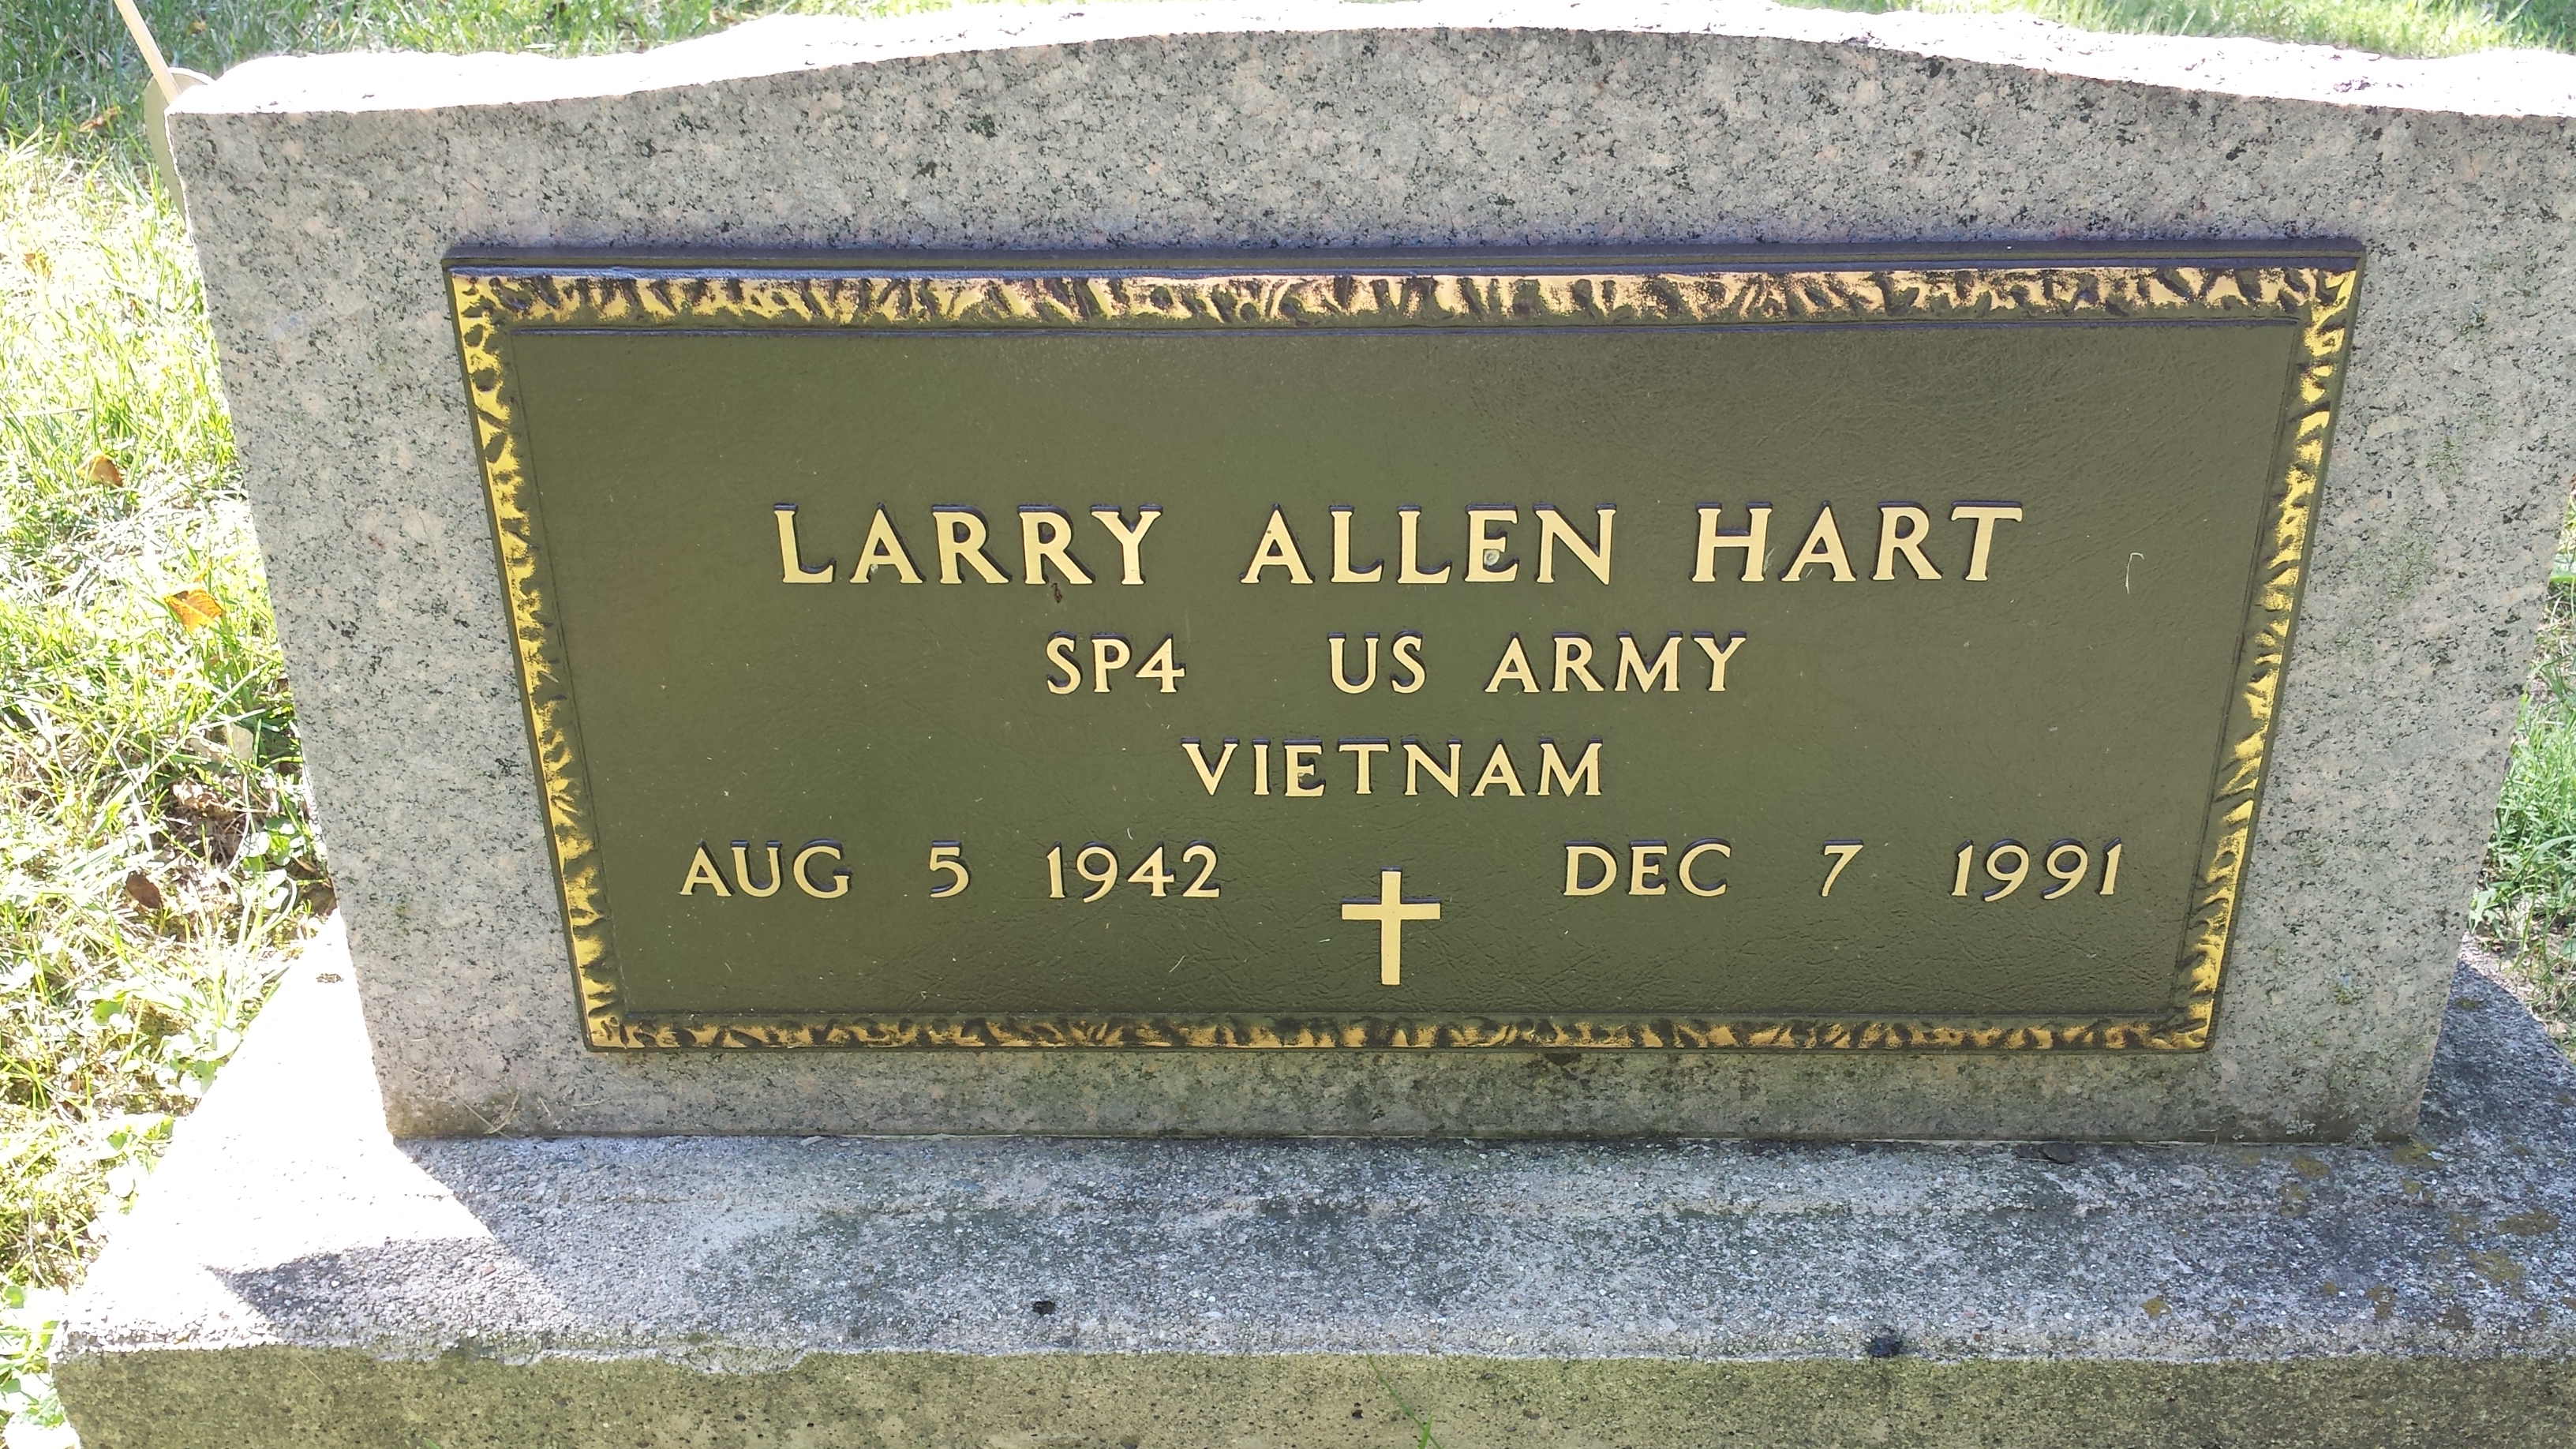 LARRY ALLEN HART
SP4 US ARMY
VIETNAM
AUG 5 1942 DEC 7 1991